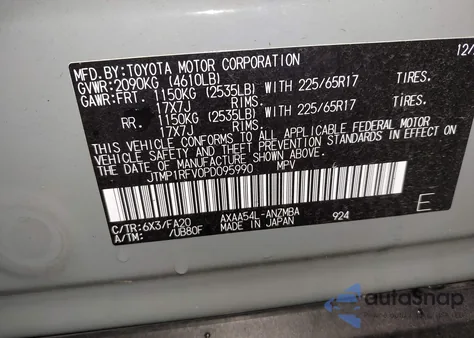 MFD.BY:TOYOTA MOTOR CORPORATION 12/
GVWR:2090KG (4610LB)
GAWR:FRT. 1150KG (2535LB) WITH 225/65R17 TIRES.
17X7J RIMS.
RR. 1150KG (2535LB) WITH 225/65R17 TIRES.
17X7J RIMS.
THIS VEHICLE CONFORMS TO ALL APPLICABLE FEDERAL MOTOR
VEHICLE SAFETY AND THEFT PREVENTION STANDARDS IN EFFECT ON
THE DATE OF MANUFACTURE SHOWN ABOVE.
JTMP1RFV0PD095990 MPV
E
C/TR:6X3/FA20 AXAA54L-ANZMBA 924
A/TM: /UB80F MADE IN JAPAN
autoSnap
POWERED BY